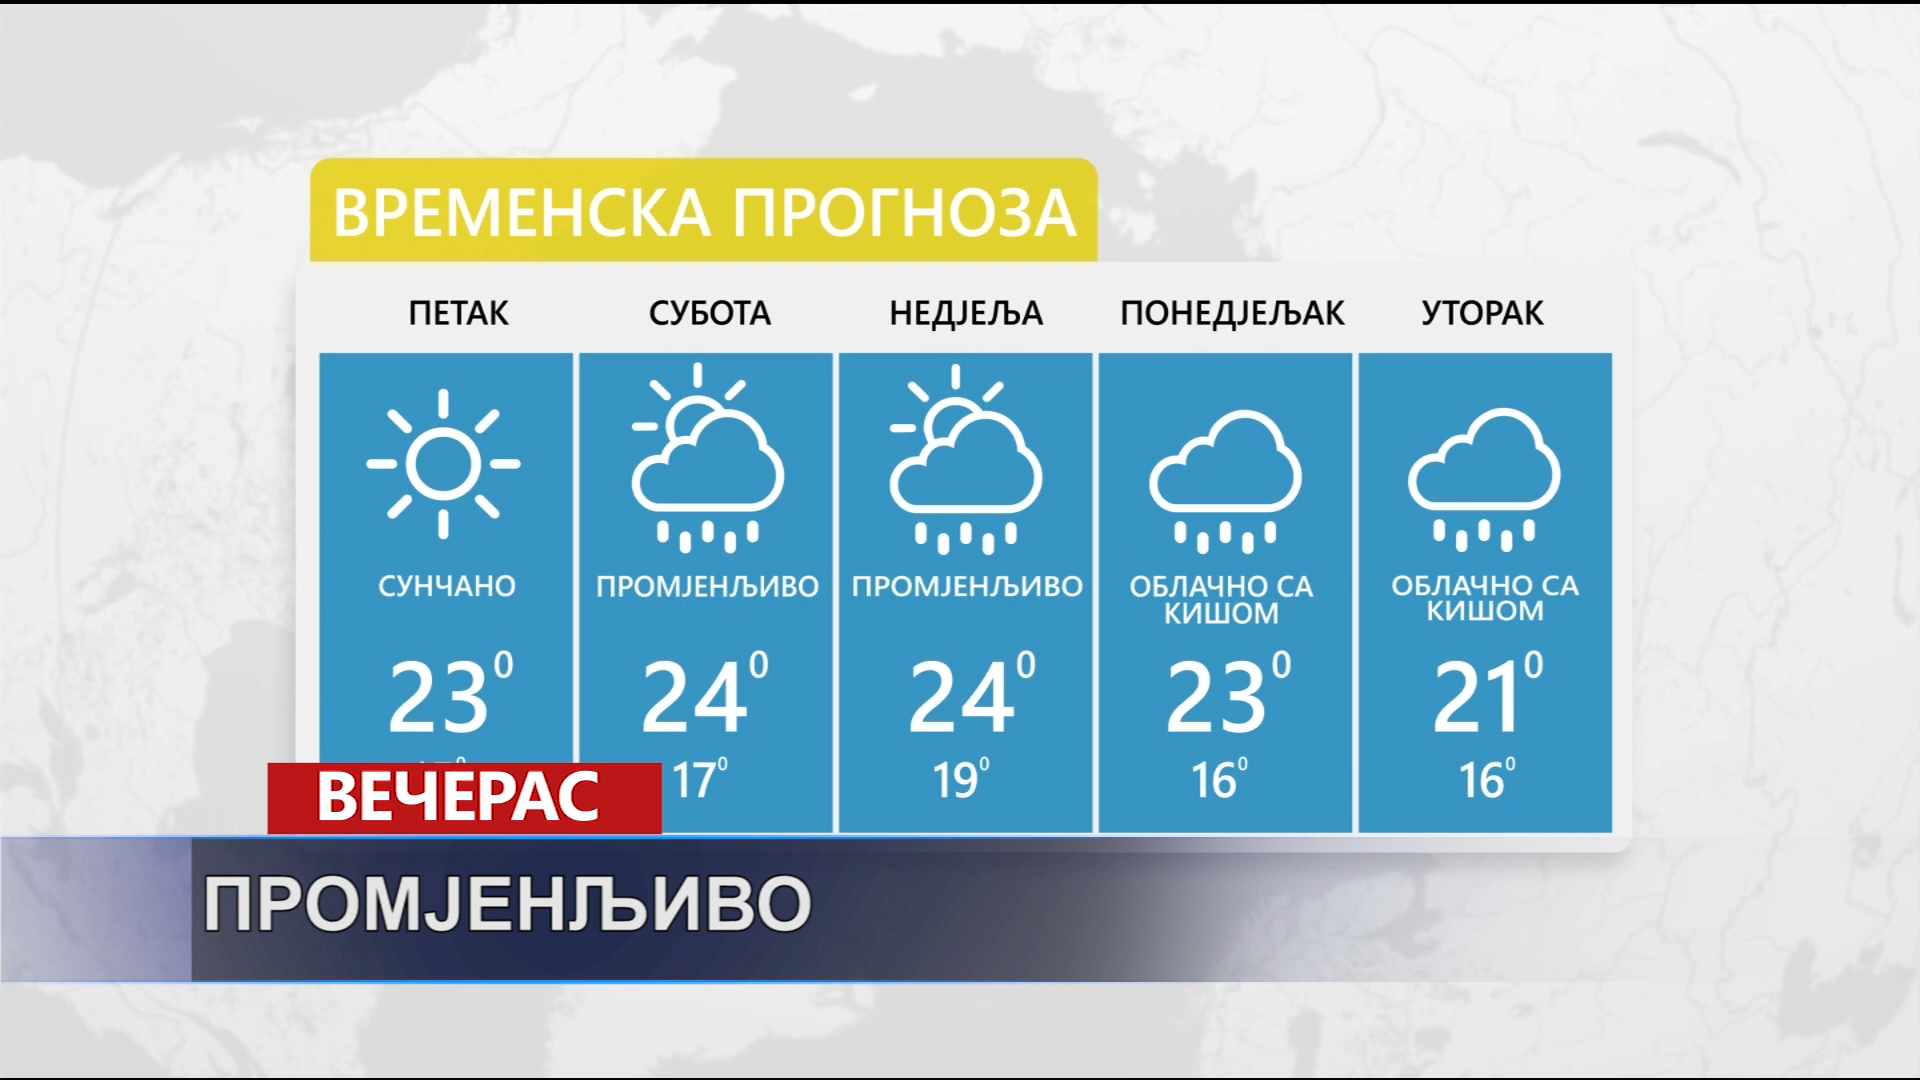 ВРЕМЕНСКА ПРОГНОЗА
ПЕТАК СУБОТА НЕДЈЕЉА ПОНЕДЈЕЉАК УТОРАК
СУНЧАНО ПРОМЈЕНЉИВО ПРОМЈЕНЉИВО ОБЛАЧНО СА КИШОМ ОБЛАЧНО СА КИШОМ
23⁰ 24⁰ 24⁰ 23⁰ 21⁰
17⁰ 19⁰ 16⁰ 16⁰
ВЕЧЕРАС
ПРОМЈЕНЉИВО